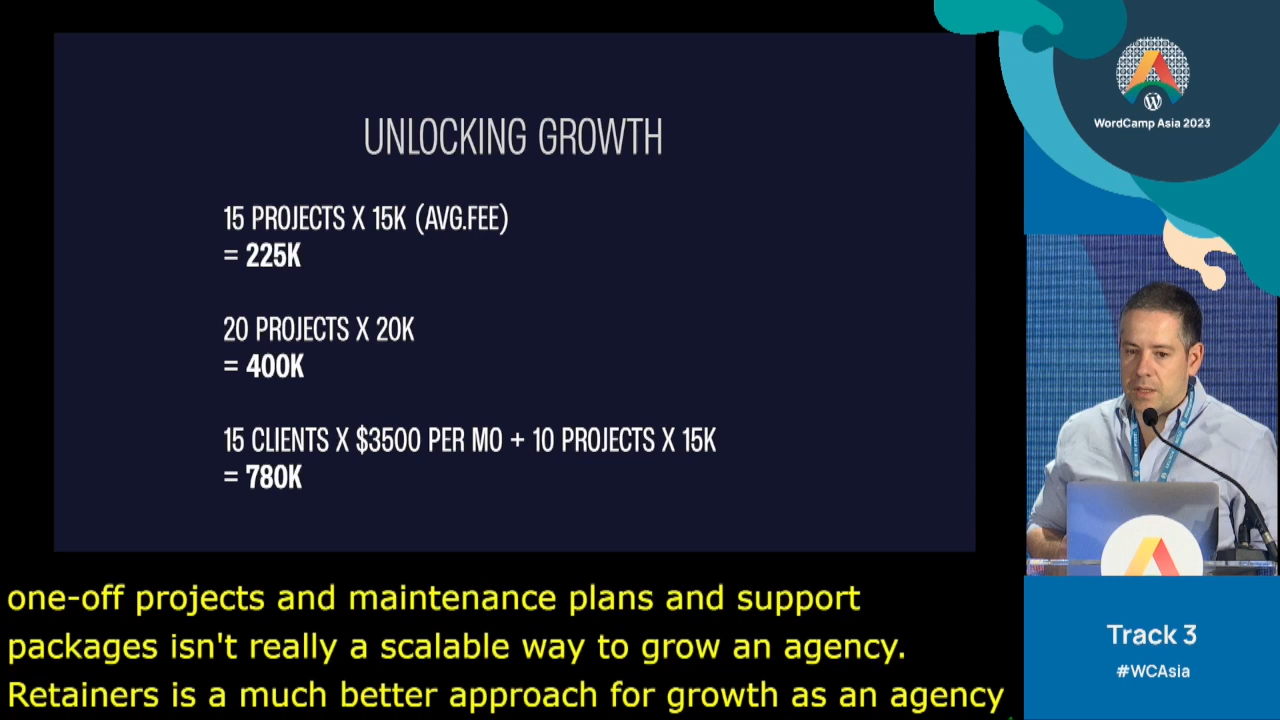 WordCamp Asia 2023
UNLOCKING GROWTH
15 PROJECTS X 15K (AVG.FEE)
= 225K
20 PROJECTS X 20K
= 400K
15 CLIENTS X $3500 PER MO + 10 PROJECTS X 15K
= 780K
one-off projects and maintenance plans and support
packages isn't really a scalable way to grow an agency.
Retainers is a much better approach for growth as an agency
Track 3
#WCAsia